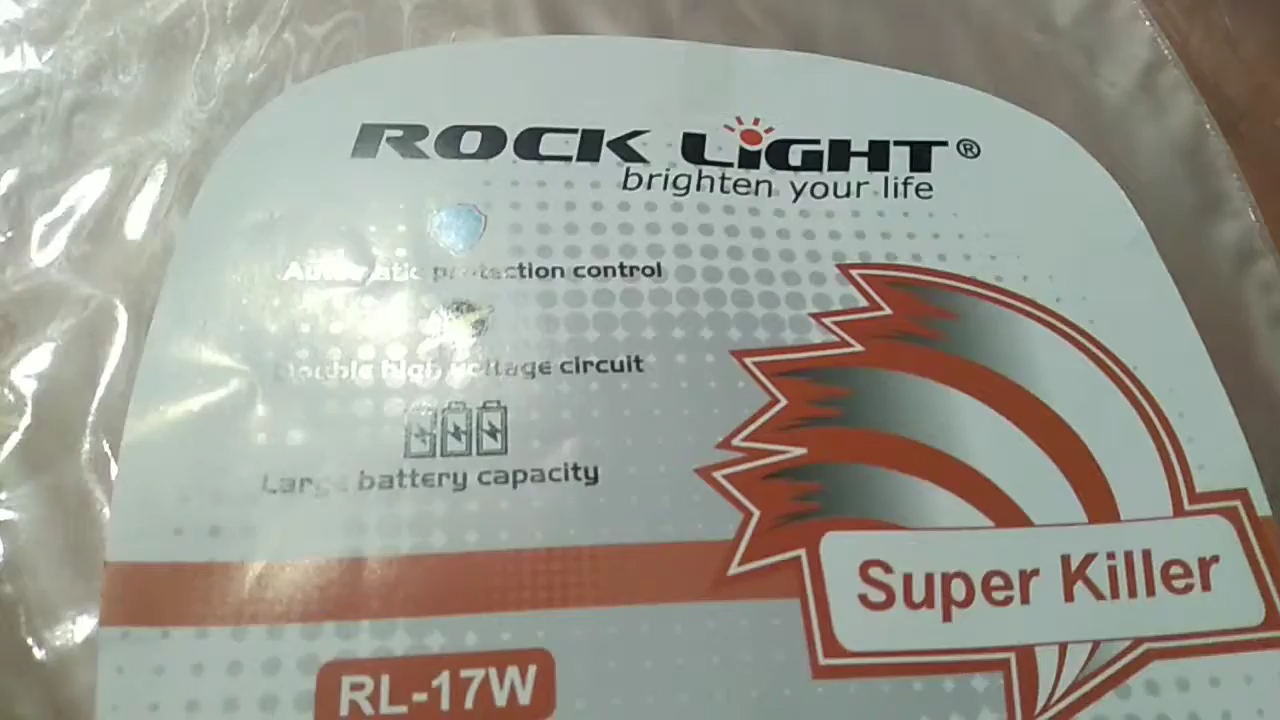 ROCK LiGHT®
brighten your life
Automatic protection control
Double high voltage circuit
Large battery capacity
Super Killer
RL-17W